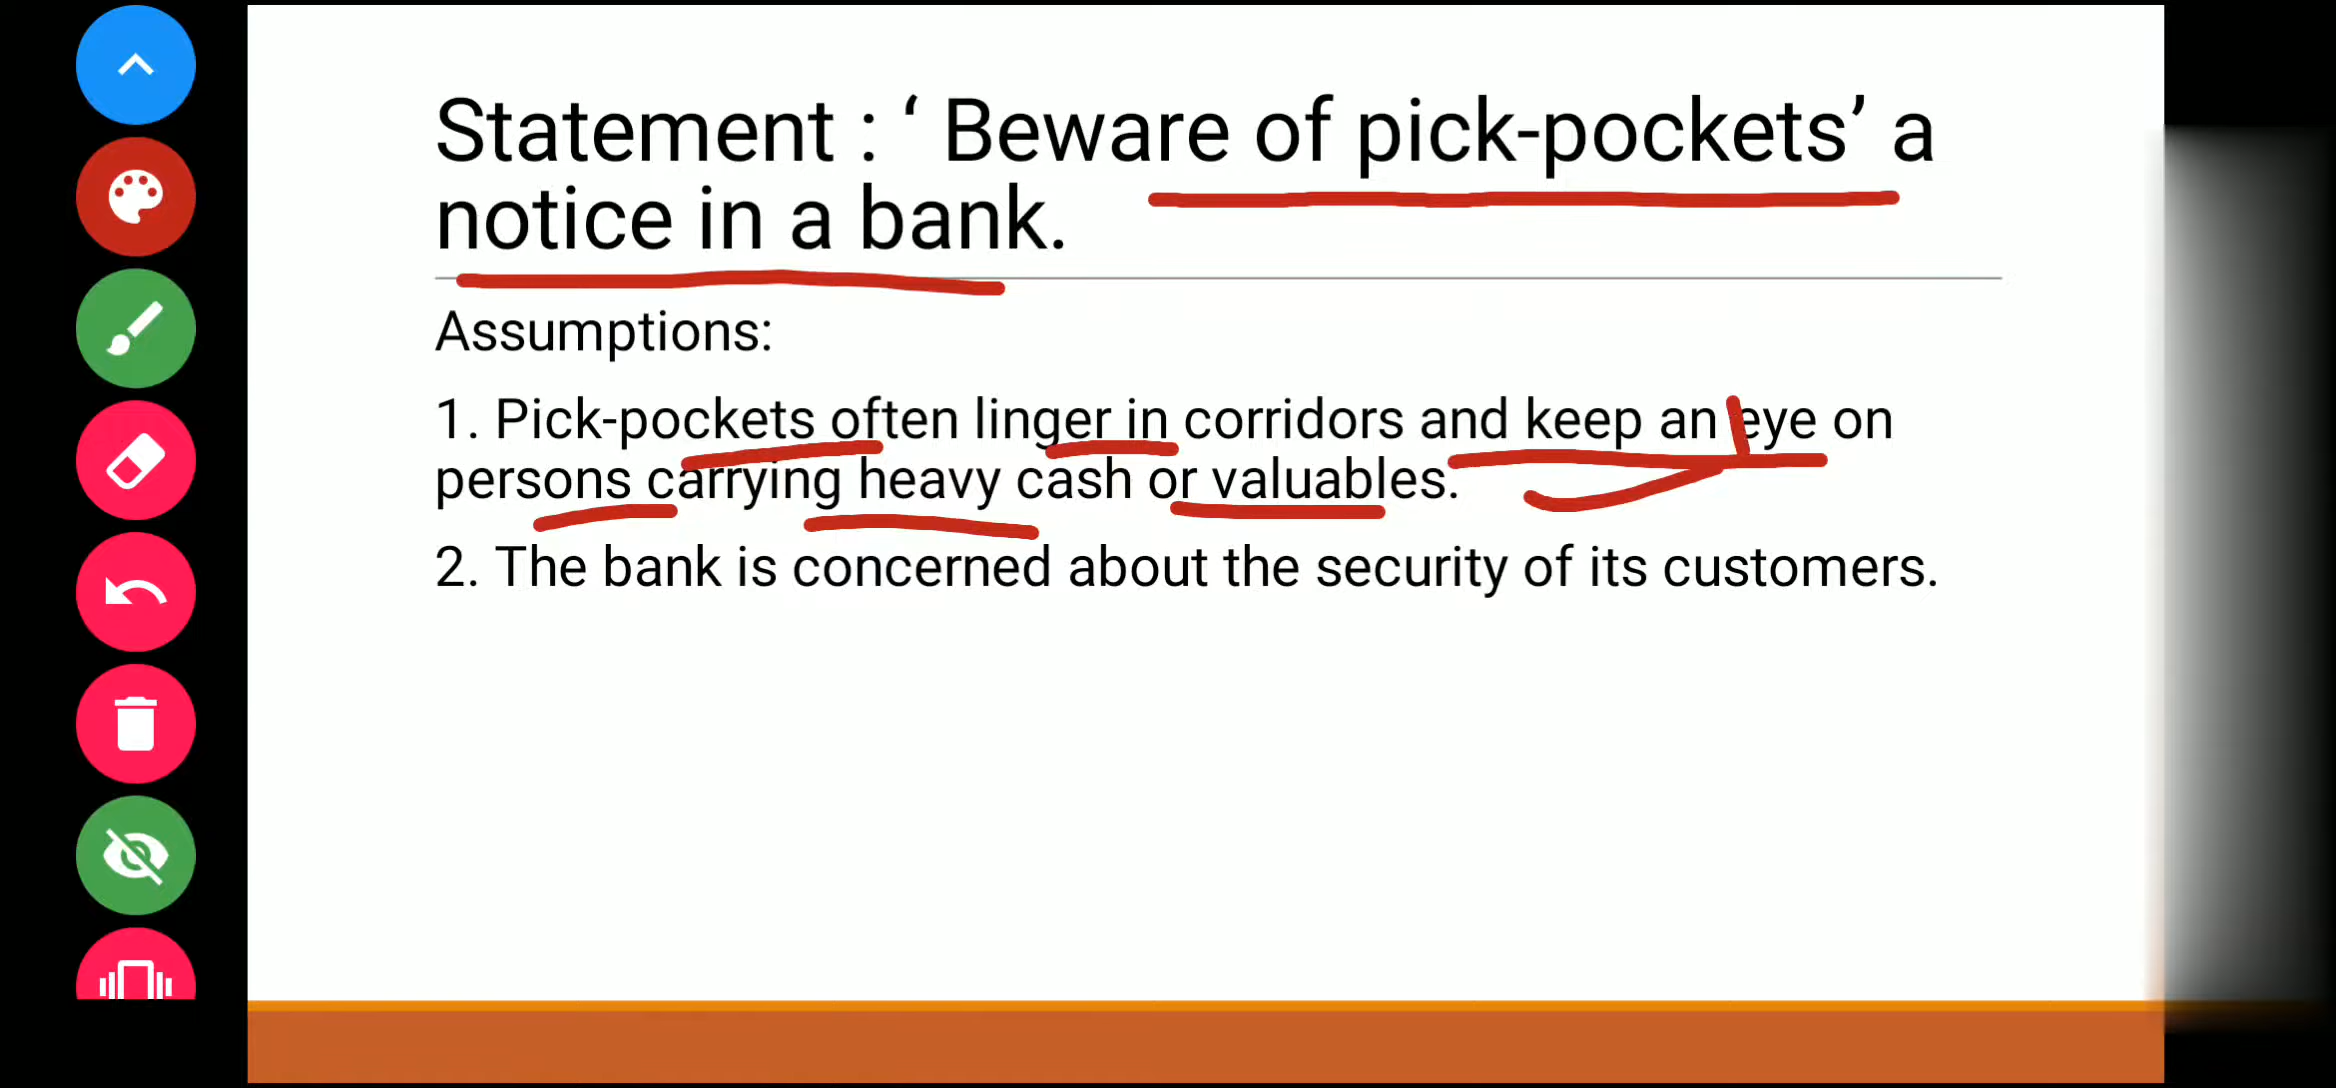 Statement : ‘ Beware of pick-pockets’ a
notice in a bank.
Assumptions:
1. Pick-pockets often linger in corridors and keep an eye on
persons carrying heavy cash or valuables.
2. The bank is concerned about the security of its customers.